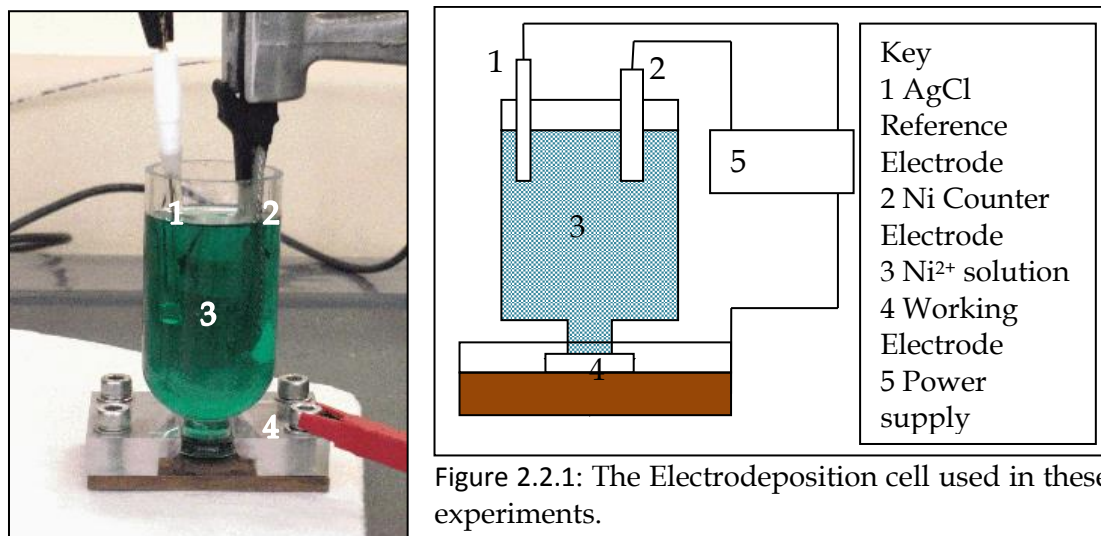 1
2
3
4
1
2
3
4
5
Key
1 AgCl
Reference
Electrode
2 Ni Counter
Electrode
3 Ni²⁺ solution
4 Working
Electrode
5 Power
supply
Figure 2.2.1: The Electrodeposition cell used in these
experiments.